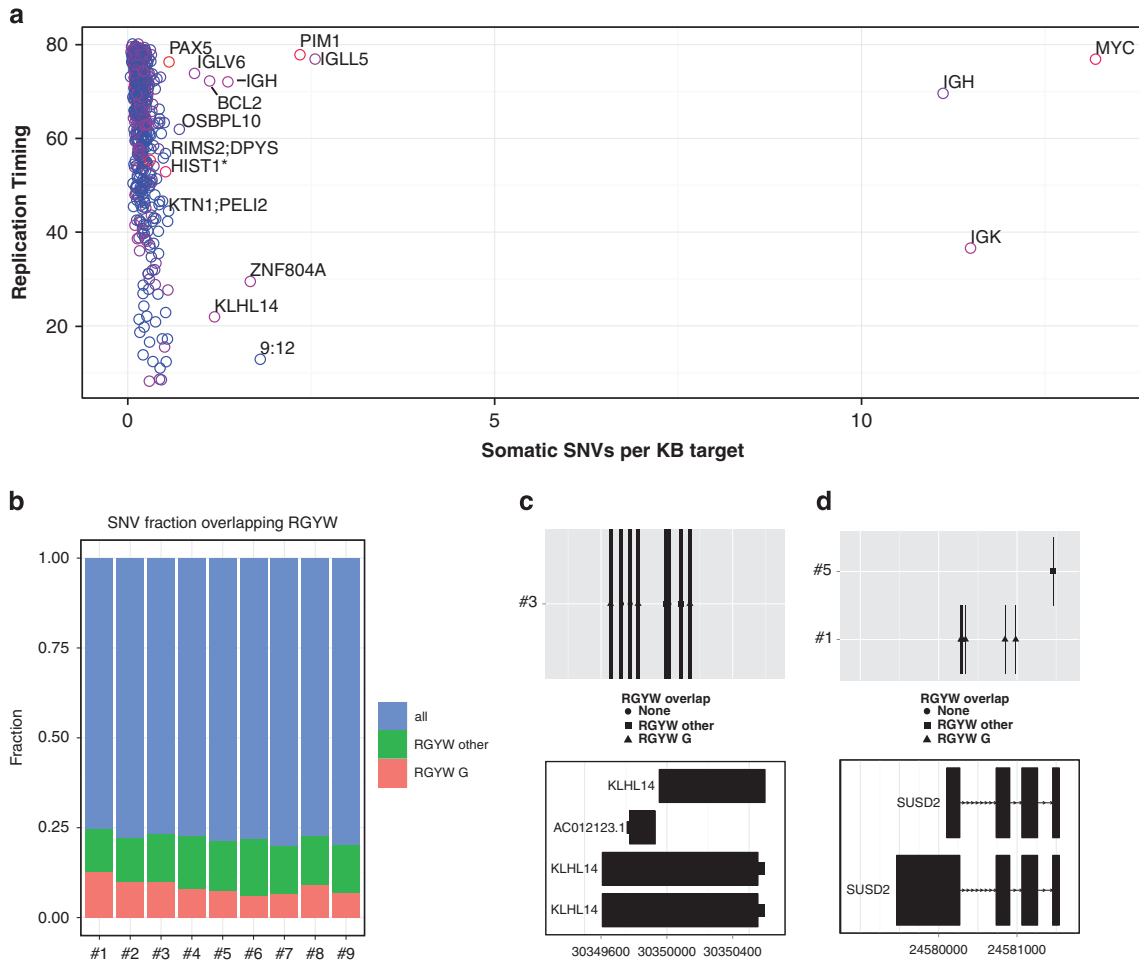 a
Replication Timing
80
60
40
20
PAX5
IGLV6
IGH
BCL2
OSBPL10
RIMS2;DPYS
HIST1*
KTN1;PELI2
ZNF804A
KLHL14
9:12
PIM1
IGLL5
MYC
IGH
IGK
0 5 10
Somatic SNVs per KB target
b
SNV fraction overlapping RGYW
Fraction
1.00
0.75
0.50
0.25
0.00
#1 #2 #3 #4 #5 #6 #7 #8 #9
all
RGYW other
RGYW G
c
#3
RGYW overlap
None
RGYW other
RGYW G
KLHL14
AC012123.1
KLHL14
KLHL14
30349600 30350000 30350400
d
#5
#1
RGYW overlap
None
RGYW other
RGYW G
SUSD2
SUSD2
24580000 24581000